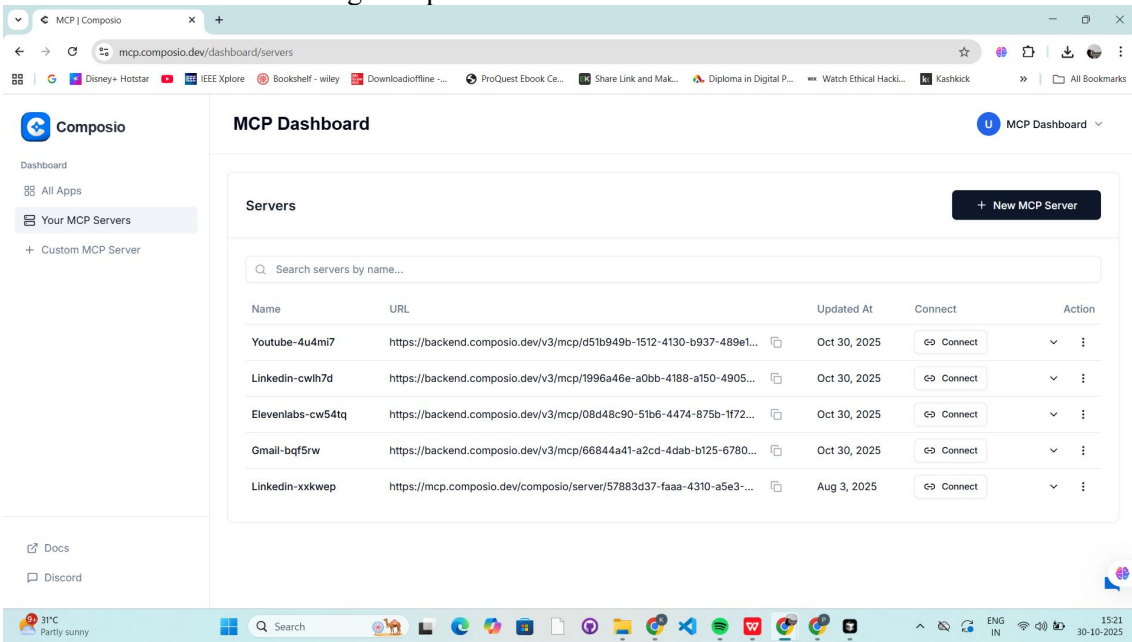 MCP | Composio
mcp.composio.dev/dashboard/servers
Disney+ Hotstar
IEEE Xplore
Bookshelf - wiley
Downloadioffline -...
ProQuest Ebook Ce...
Share Link and Mak...
Diploma in Digital P...
Watch Ethical Hacki...
Kashkick
All Bookmarks
Composio
MCP Dashboard
U MCP Dashboard
Dashboard
All Apps
Your MCP Servers
Custom MCP Server
Servers
+ New MCP Server
Search servers by name...
Name URL Updated At Connect Action
Youtube-4u4mi7 https://backend.composio.dev/v3/mcp/d51b949b-1512-4130-b937-489e1... Oct 30, 2025 Connect
Linkedin-cwlh7d https://backend.composio.dev/v3/mcp/1996a46e-a0bb-4188-a150-4905... Oct 30, 2025 Connect
Elevenlabs-cw54tq https://backend.composio.dev/v3/mcp/08d48c90-51b6-4474-875b-1f72... Oct 30, 2025 Connect
Gmail-bqf5rw https://backend.composio.dev/v3/mcp/66844a41-a2cd-4dab-b125-6780... Oct 30, 2025 Connect
Linkedin-xxkwep https://mcp.composio.dev/composio/server/57883d37-faaa-4310-a5e3-... Aug 3, 2025 Connect
Docs
Discord
31°C
Partly sunny
Search
ENG
IN
15:21
30-10-2025